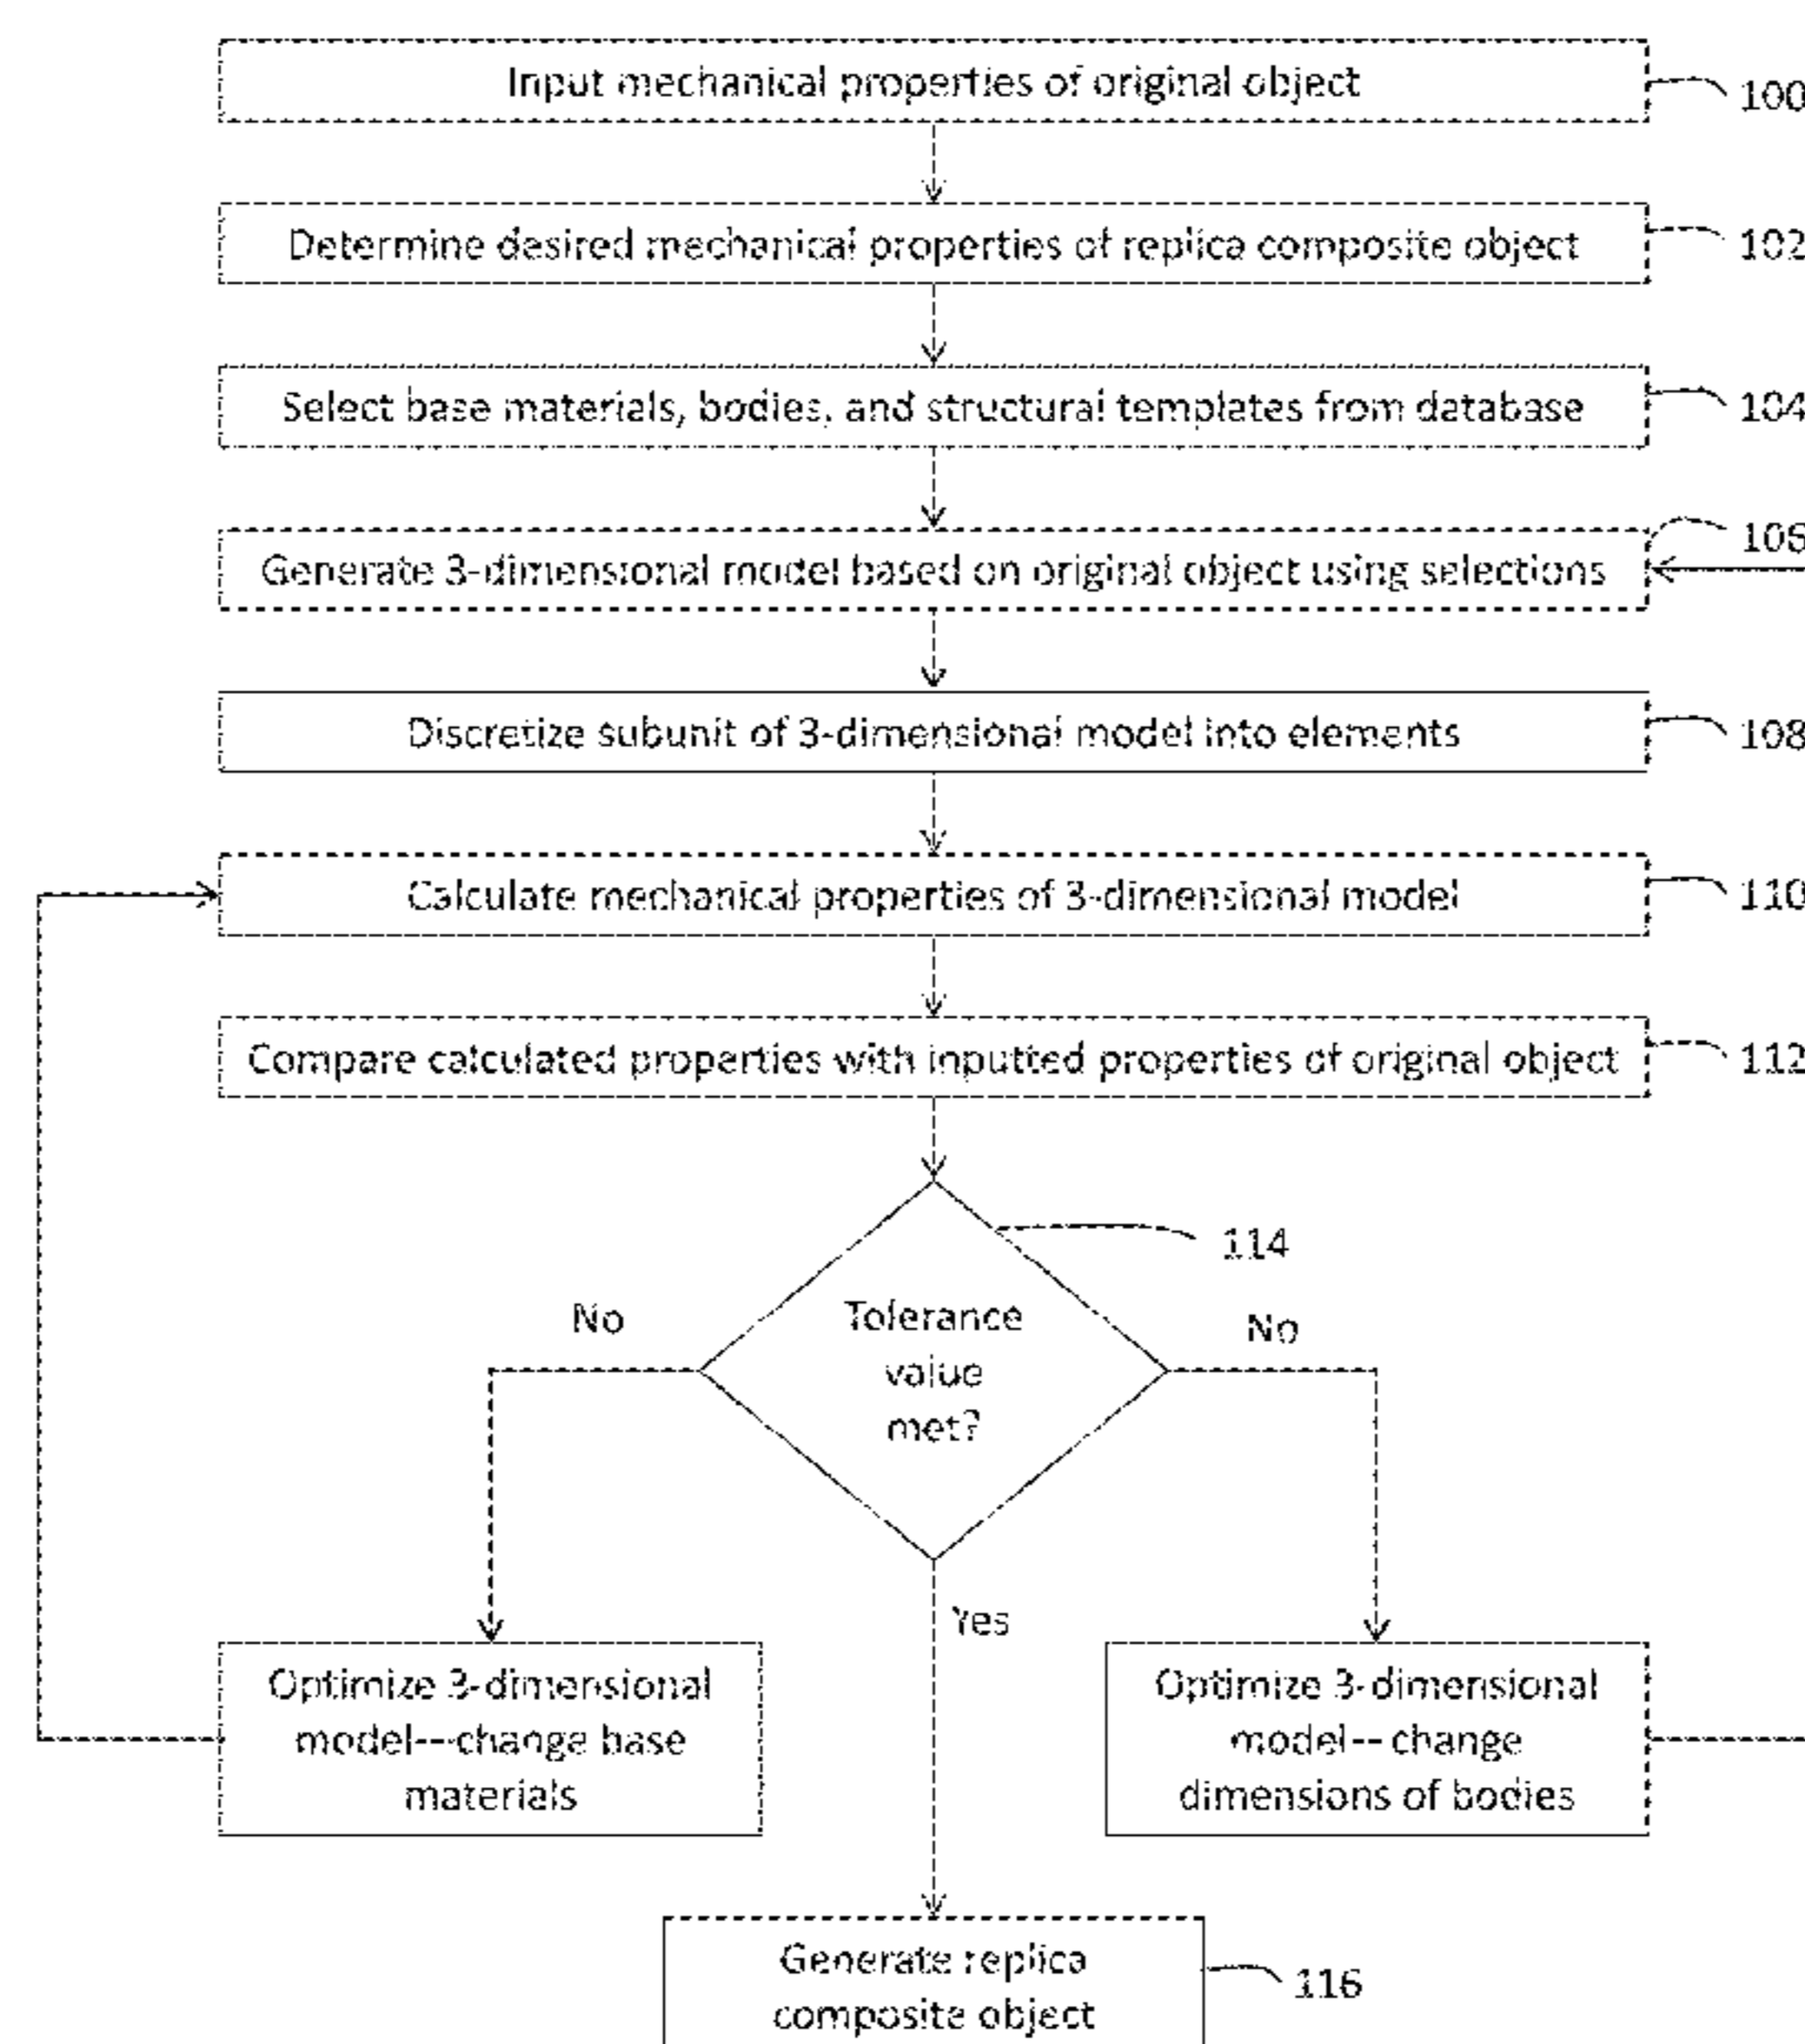 Input mechanical properties of original object
100
Determine desired mechanical properties of replica composite object
102
Select base materials, bodies, and structural templates from database
104
106
Generate 3-dimensional model based on original object using selections
Discretize subunit of 3-dimensional model into elements
108
Calculate mechanical properties of 3-dimensional model
110
Compare calculated properties with inputted properties of original object
112
114
No
Tolerance
value
met?
No
Yes
Optimize 3-dimensional
model---change base
materials
Optimize 3-dimensional
model-- change
dimensions of bodies
Generate replica
composite object
116